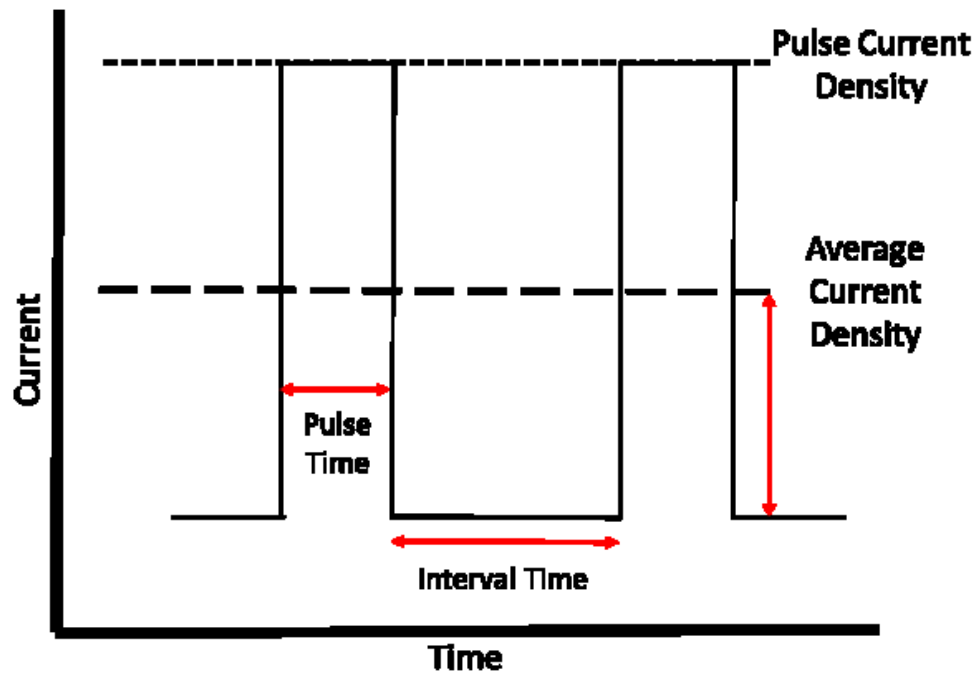 Pulse Current
Density
Average
Current
Density
Current
Pulse
Time
Interval Time
Time